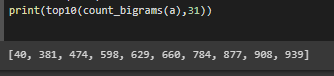 print(top10(count_bigrams(a),31))
[40, 381, 474, 598, 629, 660, 784, 877, 908, 939]